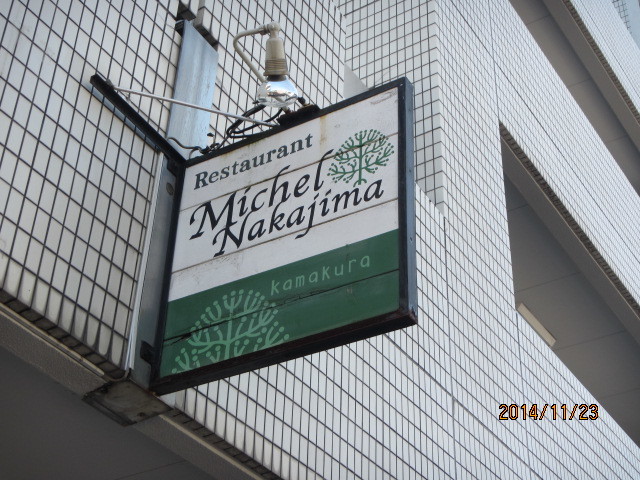 Restaurant
Michel
Nakajima
kamakura
2014/11/23